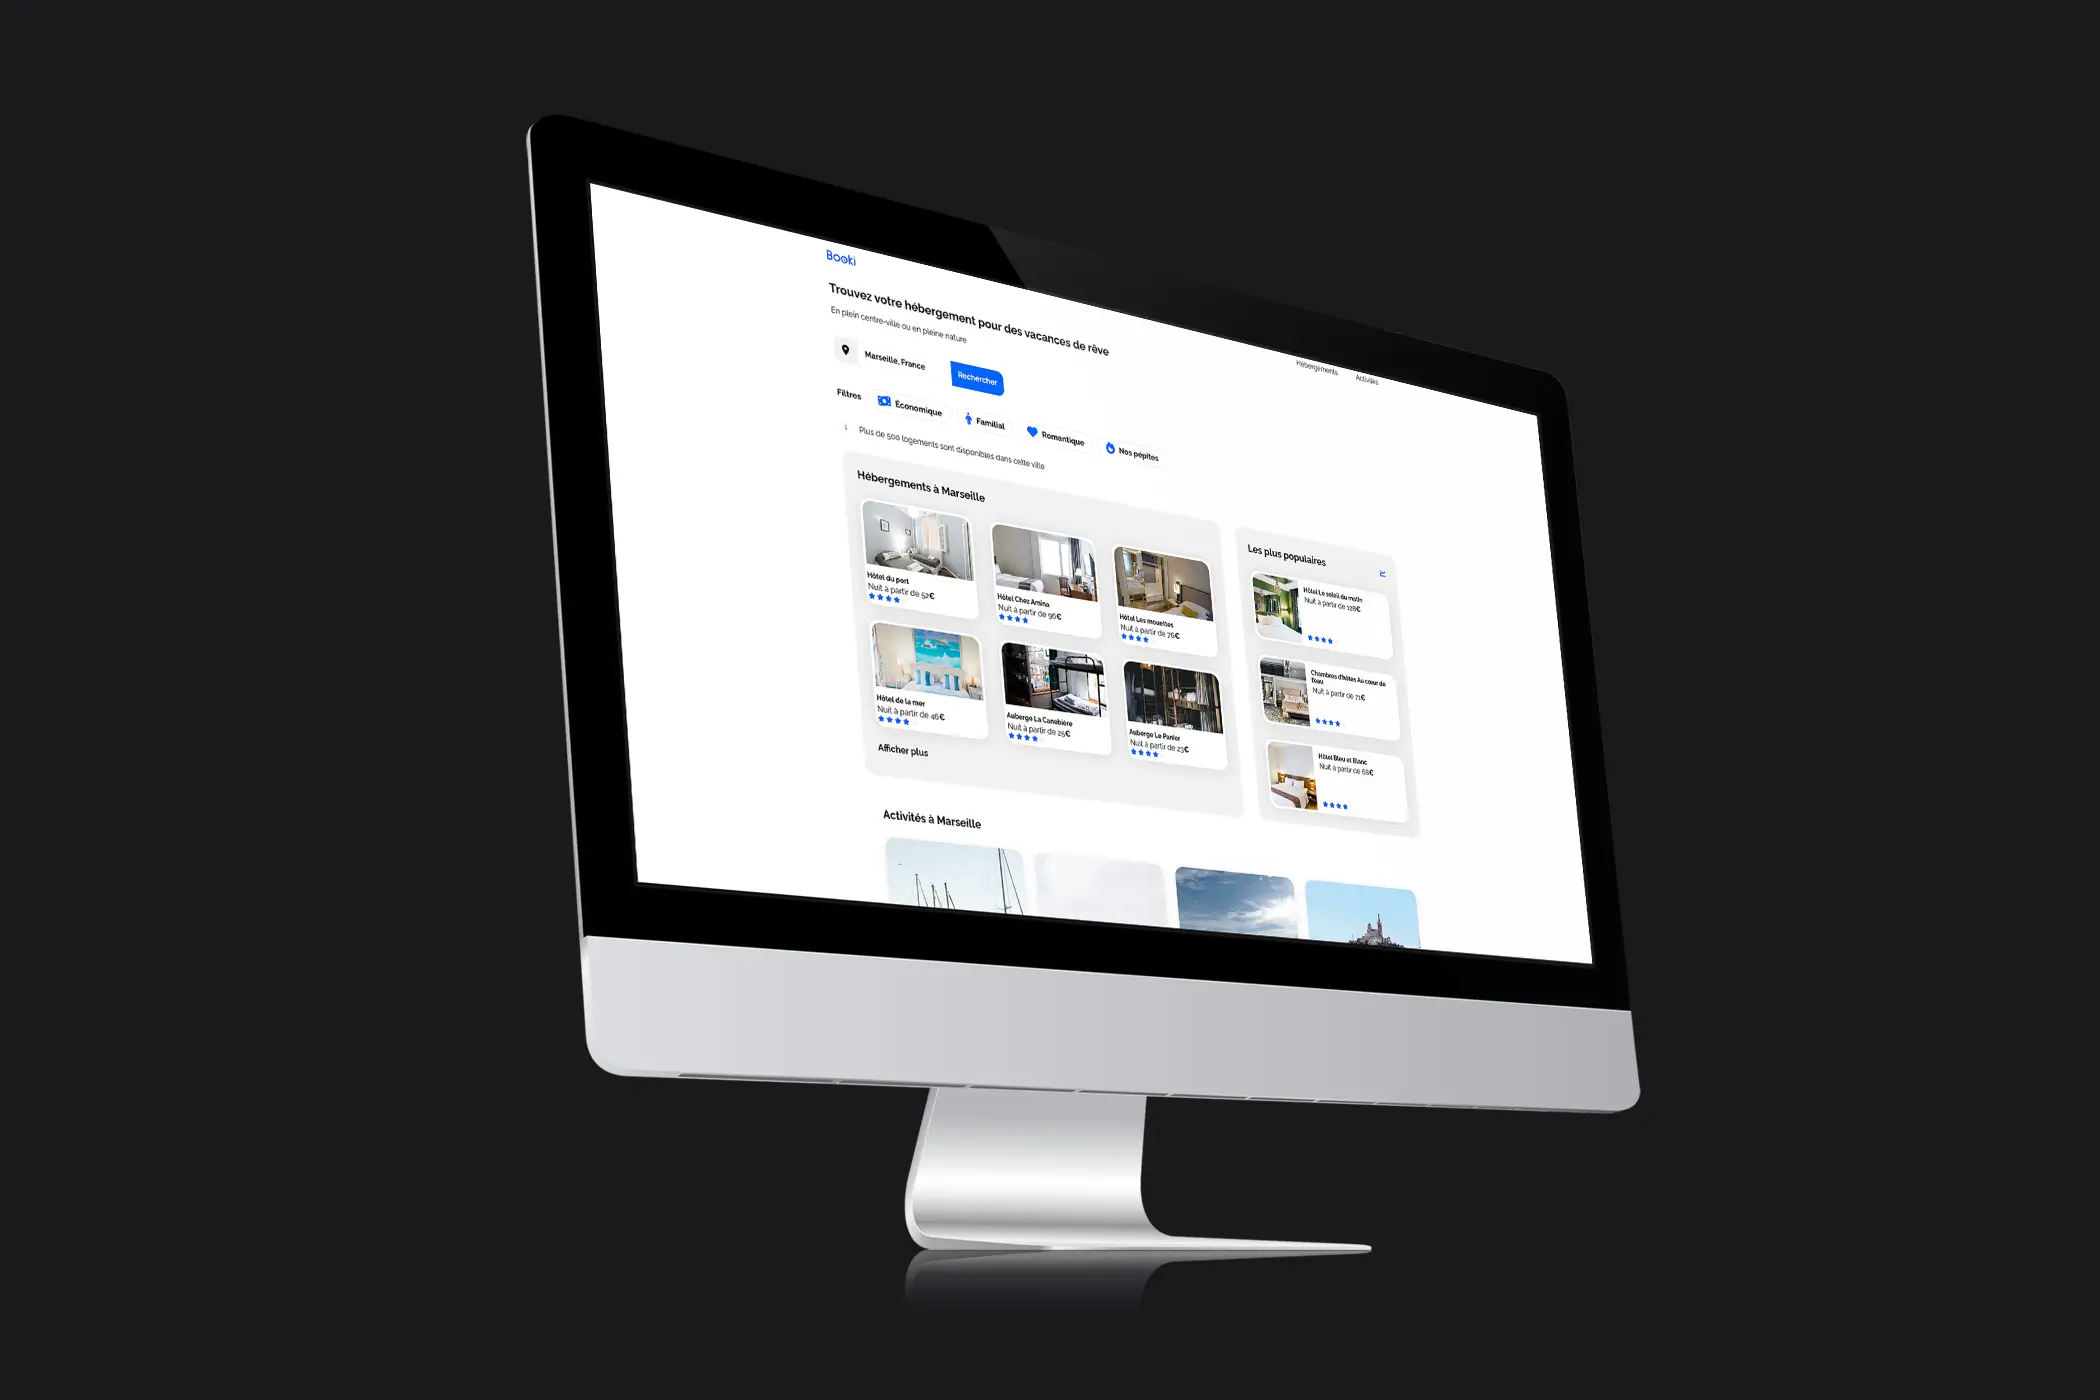 Booki
Hébergements
Activités
Trouvez votre hébergement pour des vacances de rêve
En plein centre-ville ou en pleine nature
Marseille, France
Rechercher
Filtres
Économique
Familial
Romantique
Nos pépites
Plus de 500 logements sont disponibles dans cette ville
Hébergements à Marseille
Hôtel du port
Nuit à partir de 52€
Hôtel Chez Amina
Nuit à partir de 96€
Hôtel Les mouettes
Nuit à partir de 76€
Hôtel de la mer
Nuit à partir de 46€
Auberge La Canebière
Nuit à partir de 25€
Auberge Le Panier
Nuit à partir de 23€
Afficher plus
Les plus populaires
Hôtel Le soleil du matin
Nuit à partir de 128€
Chambres d'hôtes Au cœur de
l'eau
Nuit à partir de 71€
Hôtel Bleu et Blanc
Nuit à partir de 68€
Activités à Marseille